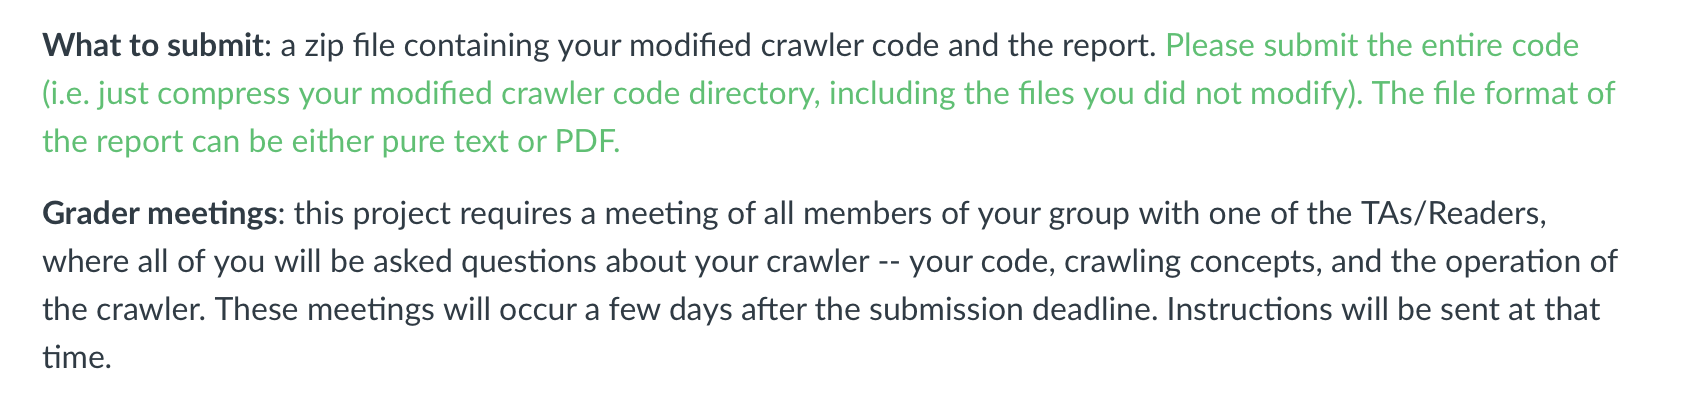 What to submit: a zip file containing your modified crawler code and the report. Please submit the entire code
(i.e. just compress your modified crawler code directory, including the files you did not modify). The file format of
the report can be either pure text or PDF.
Grader meetings: this project requires a meeting of all members of your group with one of the TAs/Readers,
where all of you will be asked questions about your crawler -- your code, crawling concepts, and the operation of
the crawler. These meetings will occur a few days after the submission deadline. Instructions will be sent at that
time.